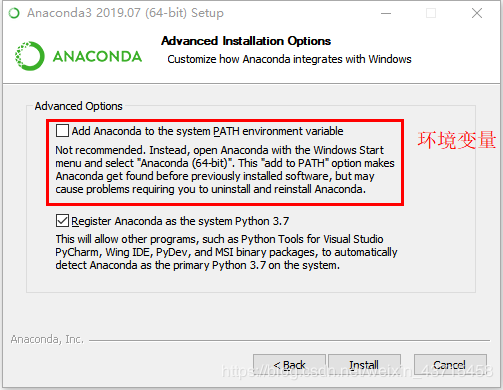 Anaconda3 2019.07 (64-bit) Setup
ANACONDA
Advanced Installation Options
Customize how Anaconda integrates with Windows
Advanced Options
Add Anaconda to the system PATH environment variable
Not recommended. Instead, open Anaconda with the Windows Start
menu and select "Anaconda (64-bit)". This "add to PATH" option makes
Anaconda get found before previously installed software, but may
cause problems requiring you to uninstall and reinstall Anaconda.
环境变量
Register Anaconda as the system Python 3.7
This will allow other programs, such as Python Tools for Visual Studio
PyCharm, Wing IDE, PyDev, and MSI binary packages, to automatically
detect Anaconda as the primary Python 3.7 on the system.
Anaconda, Inc.
< Back
Install
Cancel